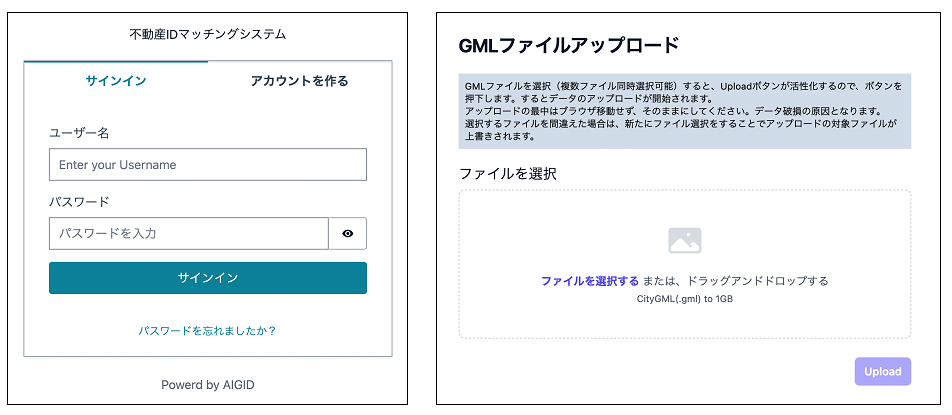 不動産IDマッチングシステム
サインイン
アカウントを作る
ユーザー名
Enter your Username
パスワード
パスワードを入力
サインイン
パスワードを忘れましたか？
Powerd by AIGID
GMLファイルアップロード
GMLファイルを選択（複数ファイル同時選択可能）すると、Uploadボタンが活性化するので、ボタンを
押下します。するとデータのアップロードが開始されます。
アップロードの最中はブラウザ移動せず、そのままにしてください。データ破損の原因となります。
選択するファイルを間違えた場合は、新たにファイル選択をすることでアップロードの対象ファイルが
上書きされます。
ファイルを選択
ファイルを選択する または、ドラッグアンドドロップする
CityGML(.gml) to 1GB
Upload